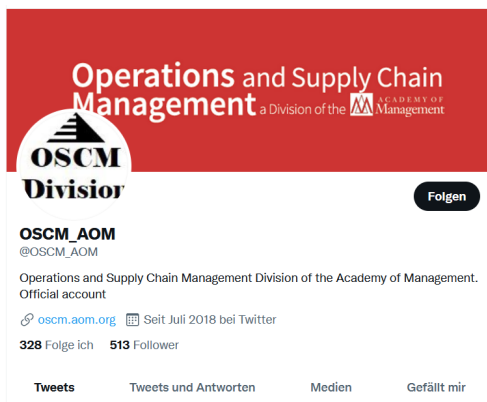 Operations and Supply Chain
Management a Division of the ACADEMY OF Management
OSCM
Division
Folgen
OSCM_AOM
@OSCM_AOM
Operations and Supply Chain Management Division of the Academy of Management.
Official account
oscm.aom.org Seit Juli 2018 bei Twitter
328 Folge ich 513 Follower
Tweets Tweets und Antworten Medien Gefällt mir